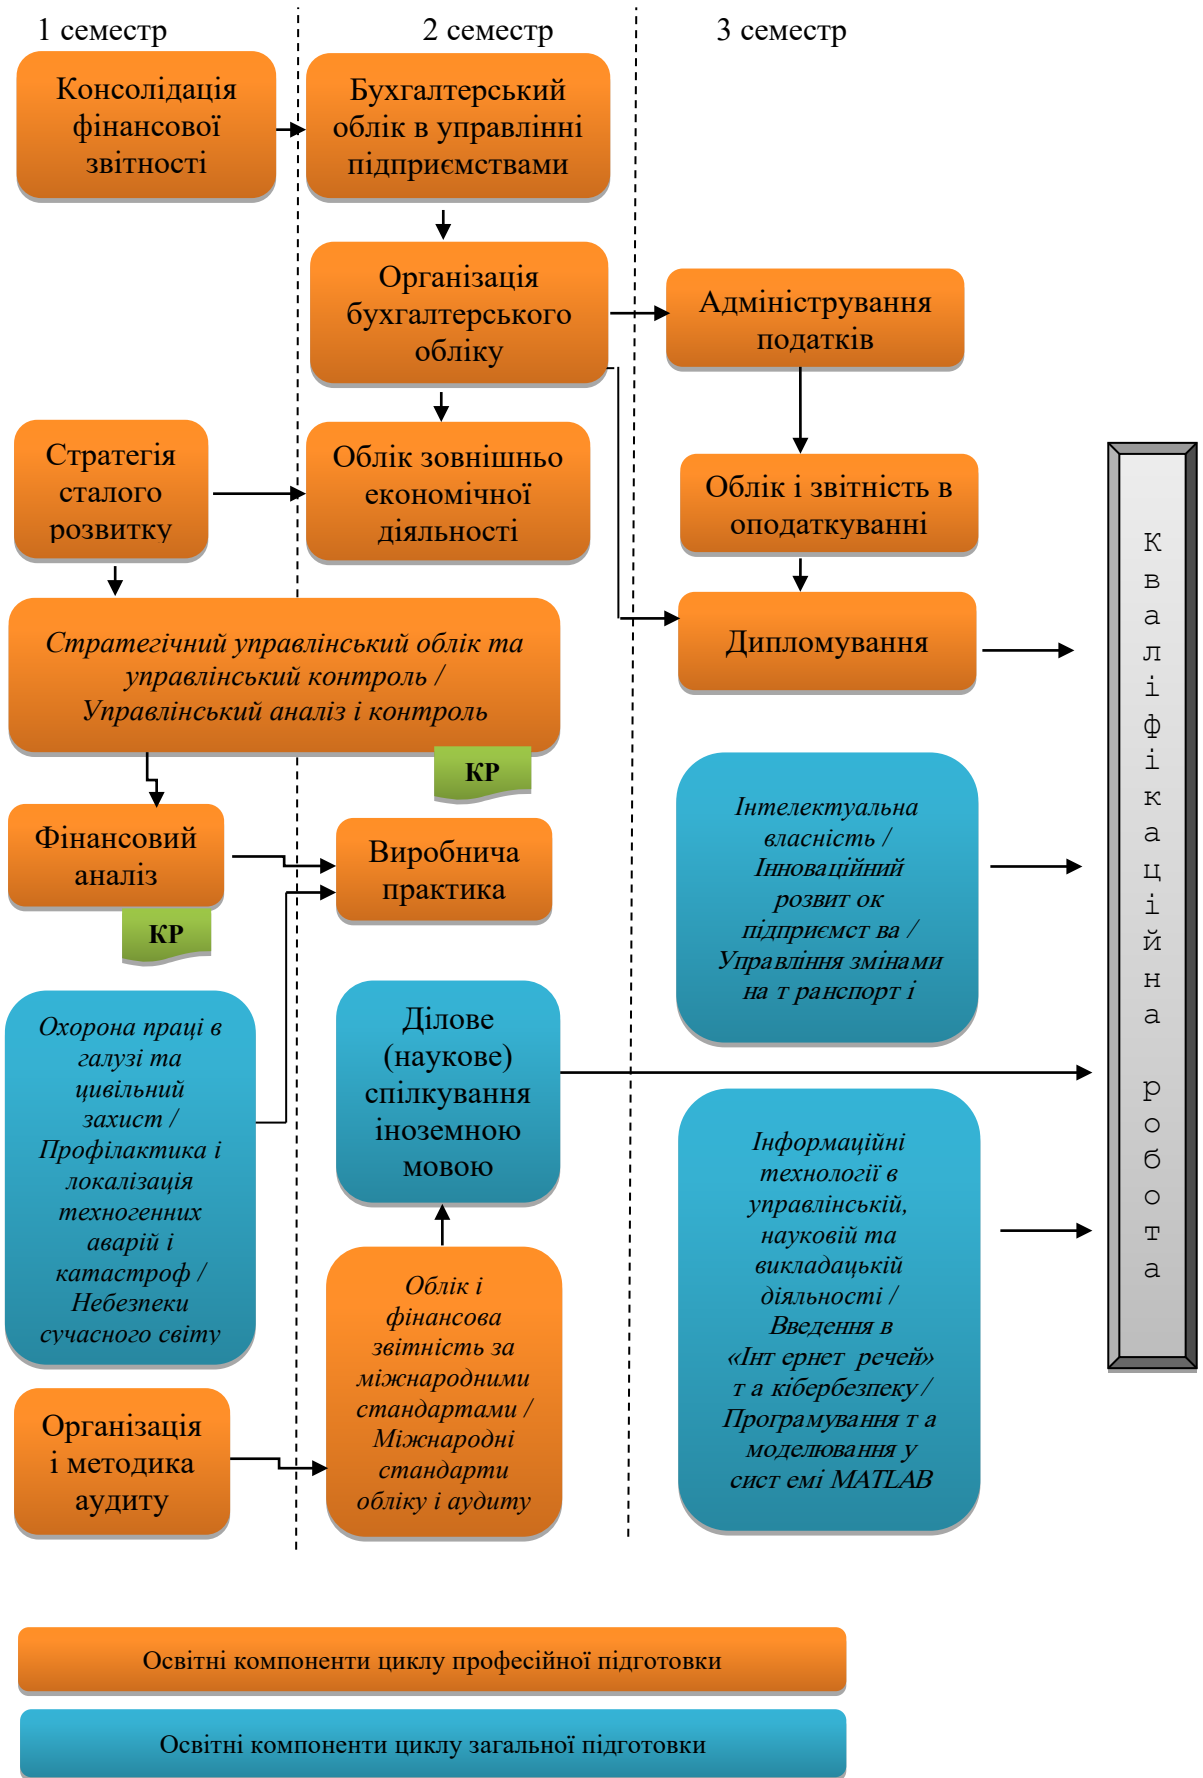 1 семестр
2 семестр
3 семестр
Консолідація
фінансової
звітності
Бухгалтерський
облік в управлінні
підприємствами
Організація
бухгалтерського
обліку
Адміністрування
податків
Стратегія
сталого
розвитку
Облік зовнішньо
економічної
діяльності
Облік і звітність в
оподаткуванні
Стратегічний управлінський облік та
управлінський контроль /
Управлінський аналіз і контроль
КР
Дипломування
Фінансовий
аналіз
КР
Виробнича
практика
Інтелектуальна
власність /
Інноваційний
розвит ок
підприємст ва /
Управління змінами
на т ранспорт і
Охорона праці в
галузі та
цивільний
захист /
Профілактика і
локалізація
техногенних
аварій і
катастроф /
Небезпеки
сучасного світу
Ділове
(наукове)
спілкування
іноземною
мовою
Інформаційні
технології в
управлінській,
науковій та
викладацькій
діяльності /
Введення в
«Інт ернет речей»
т а кібербезпеку /
Програмування т а
моделювання у
сист емі MATLAB
Організація
і методика
аудиту
Облік і
фінансова
звітність за
міжнародними
стандартами /
Міжнародні
стандарти
обліку і аудиту
Кваліфікаційна робота
Освітні компоненти циклу професійної підготовки
Освітні компоненти циклу загальної підготовки